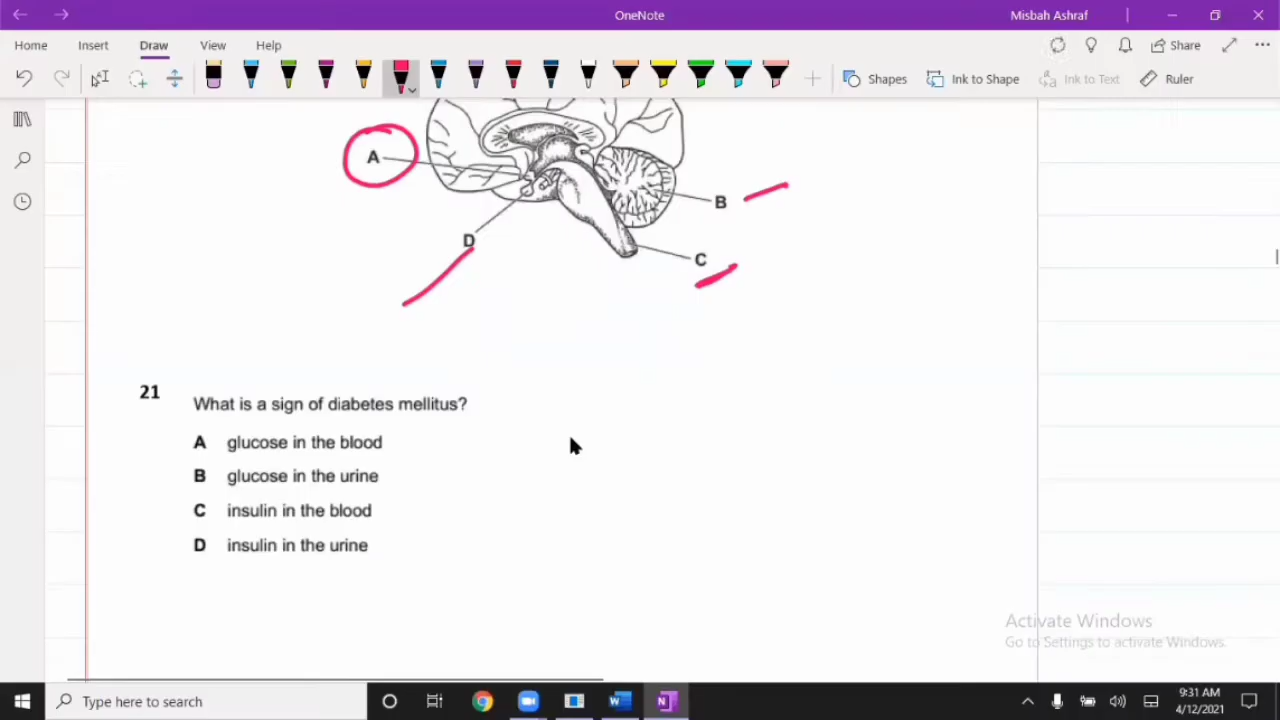 OneNote
Misbah Ashraf
Home Insert Draw View Help
Share
Shapes
Ink to Shape
Ink to Text
Ruler
A
B
D
C
21
What is a sign of diabetes mellitus?
A glucose in the blood
B glucose in the urine
C insulin in the blood
D insulin in the urine
Activate Windows
Go to Settings to activate Windows.
Type here to search
9:31 AM
4/12/2021